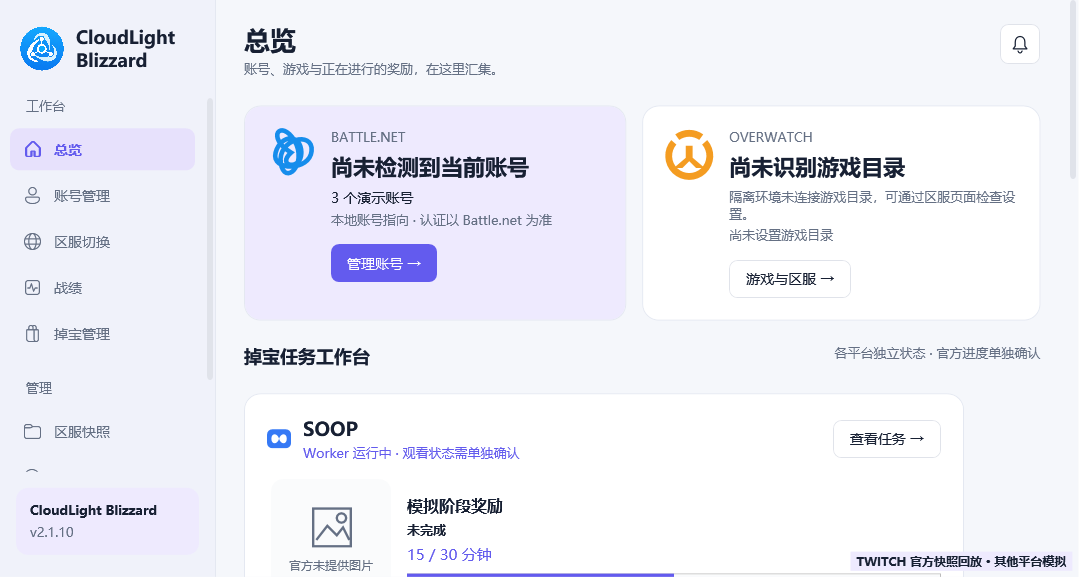 CloudLight
Blizzard
工作台
总览
账号管理
区服切换
战绩
掉宝管理
管理
区服快照
CloudLight Blizzard
v2.1.10
总览
账号、游戏与正在进行的奖励，在这里汇集。
BATTLE.NET
尚未检测到当前账号
3 个演示账号
本地账号指向 · 认证以 Battle.net 为准
管理账号 →
OVERWATCH
尚未识别游戏目录
隔离环境未连接游戏目录，可通过区服页面检查设
置。
尚未设置游戏目录
游戏与区服 →
掉宝任务工作台
各平台独立状态 · 官方进度单独确认
SOOP
Worker 运行中 · 观看状态需单独确认
查看任务 →
官方未提供图片
模拟阶段奖励
未完成
15 / 30 分钟
TWITCH 官方快照回放 • 其他平台模拟